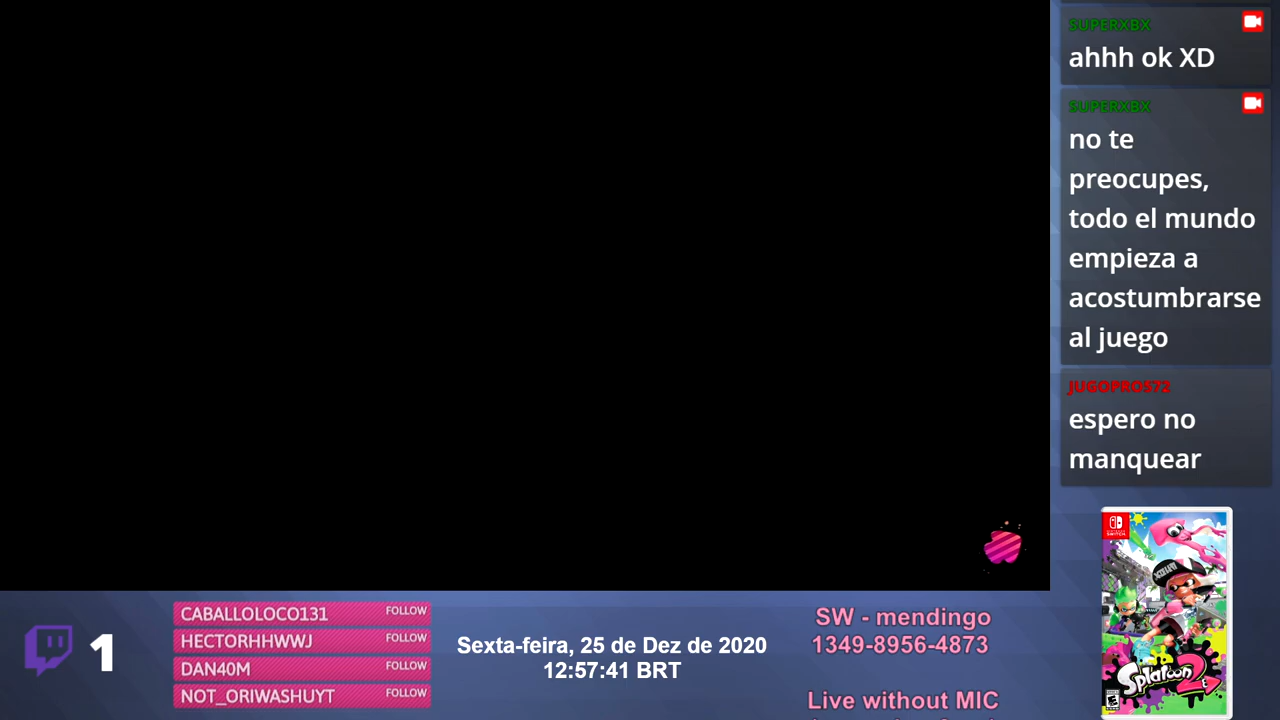 SUPERXBX
ahhh ok XD
SUPERXBX
no te
preocupes,
todo el mundo
empieza a
acostumbrarse
al juego
JUGOPRO572
espero no
manquear
1
CABALLOLOCO131 FOLLOW
HECTORHHWWJ FOLLOW
DAN40M FOLLOW
NOT_ORIWASHUYT FOLLOW
Sexta-feira, 25 de Dez de 2020
12:57:41 BRT
SW - mendingo
1349-8956-4873
Live without MIC
Splatoon 2